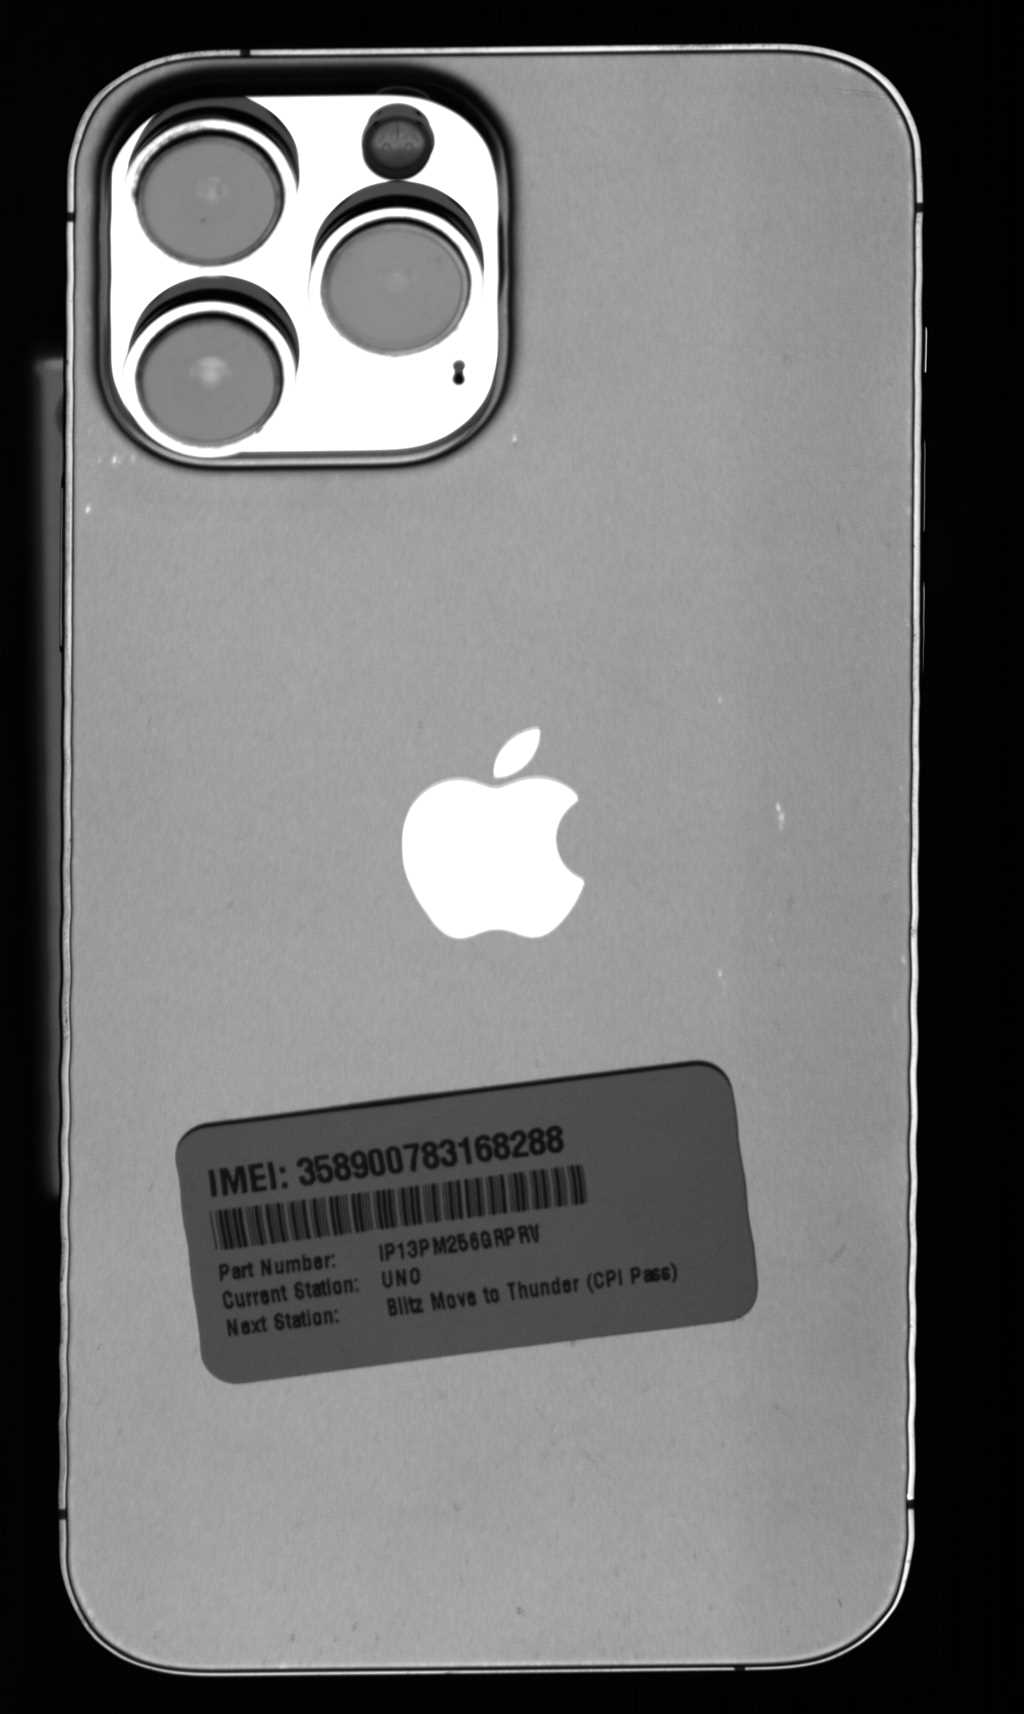 IMEI: 358900783168288
Part Number: IP13PM256GRPRV
Current Station: UNO
Next Station: Blitz Move to Thunder (CPI Pass)